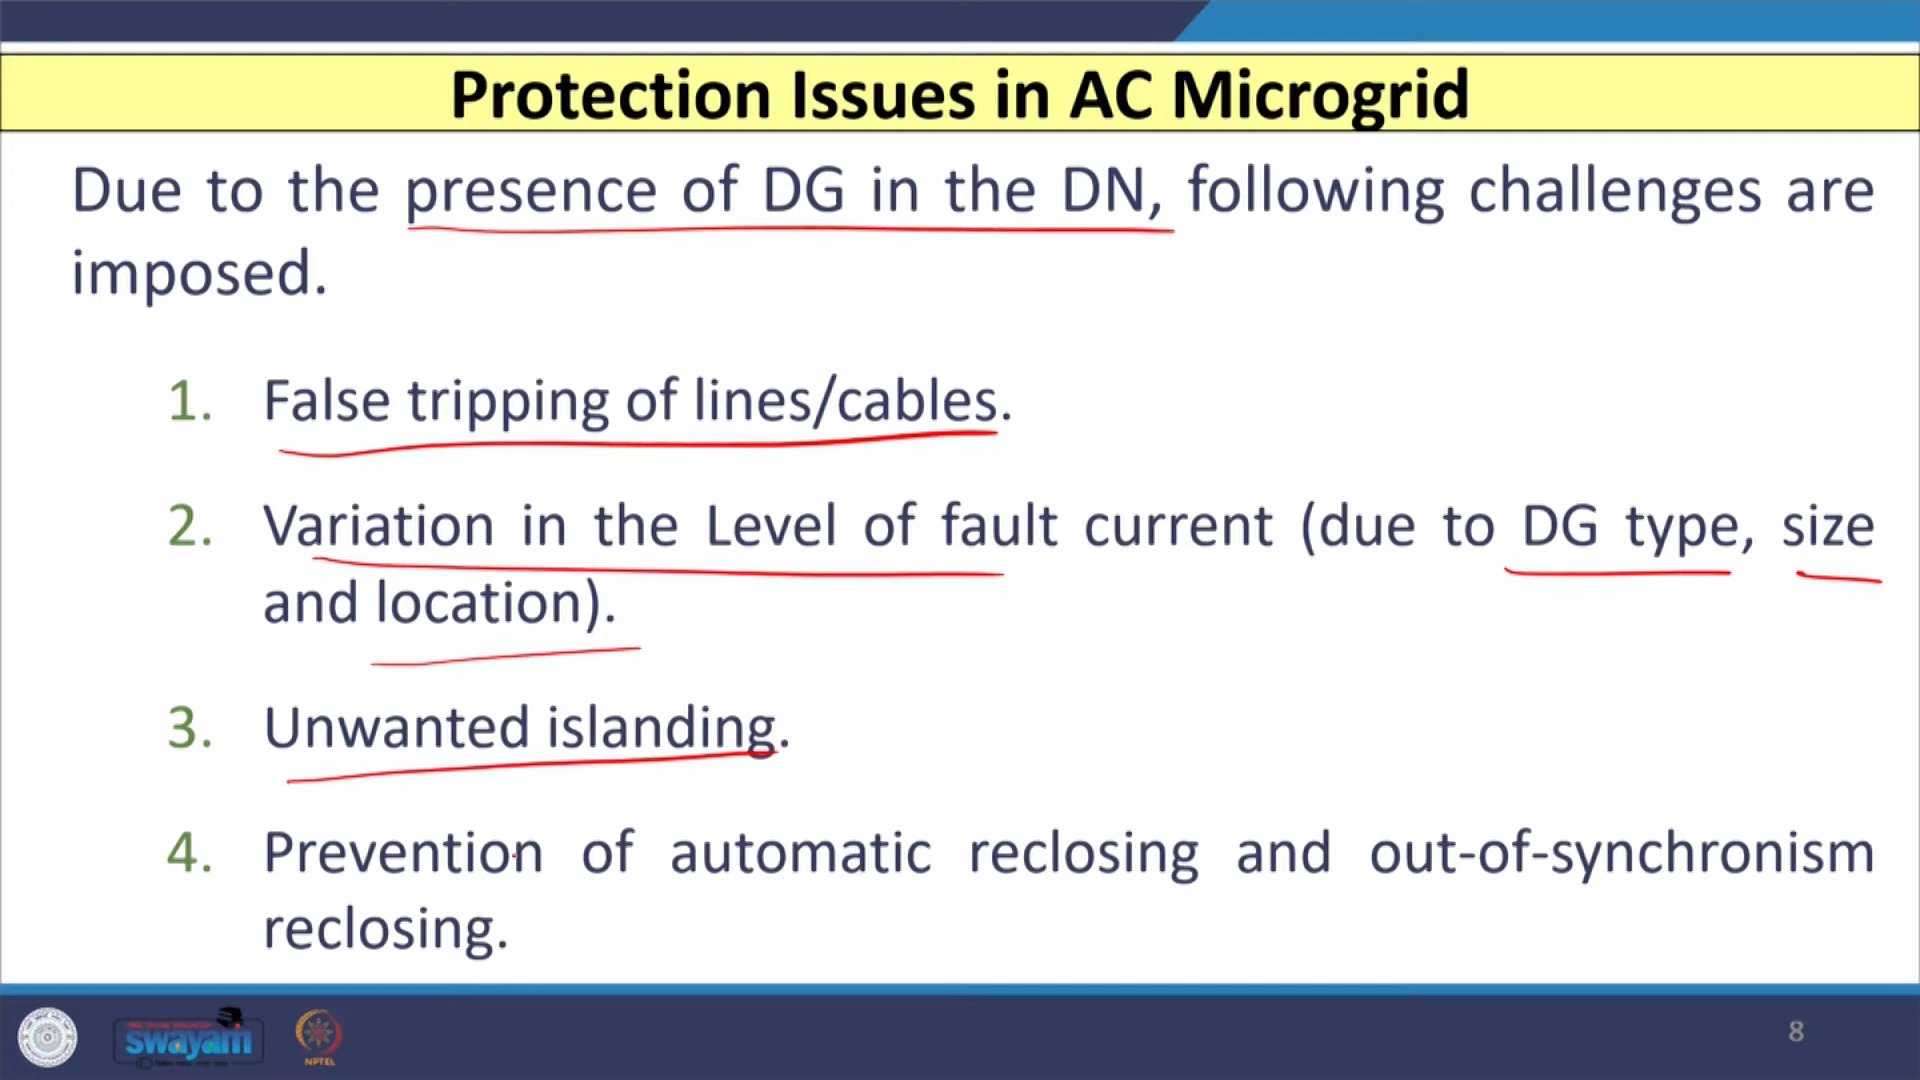 Protection Issues in AC Microgrid
Due to the presence of DG in the DN, following challenges are
imposed.
1. False tripping of lines/cables.
2. Variation in the Level of fault current (due to DG type, size
and location).
3. Unwanted islanding.
4. Prevention of automatic reclosing and out-of-synchronism
reclosing.
swayam
NPTEL
8